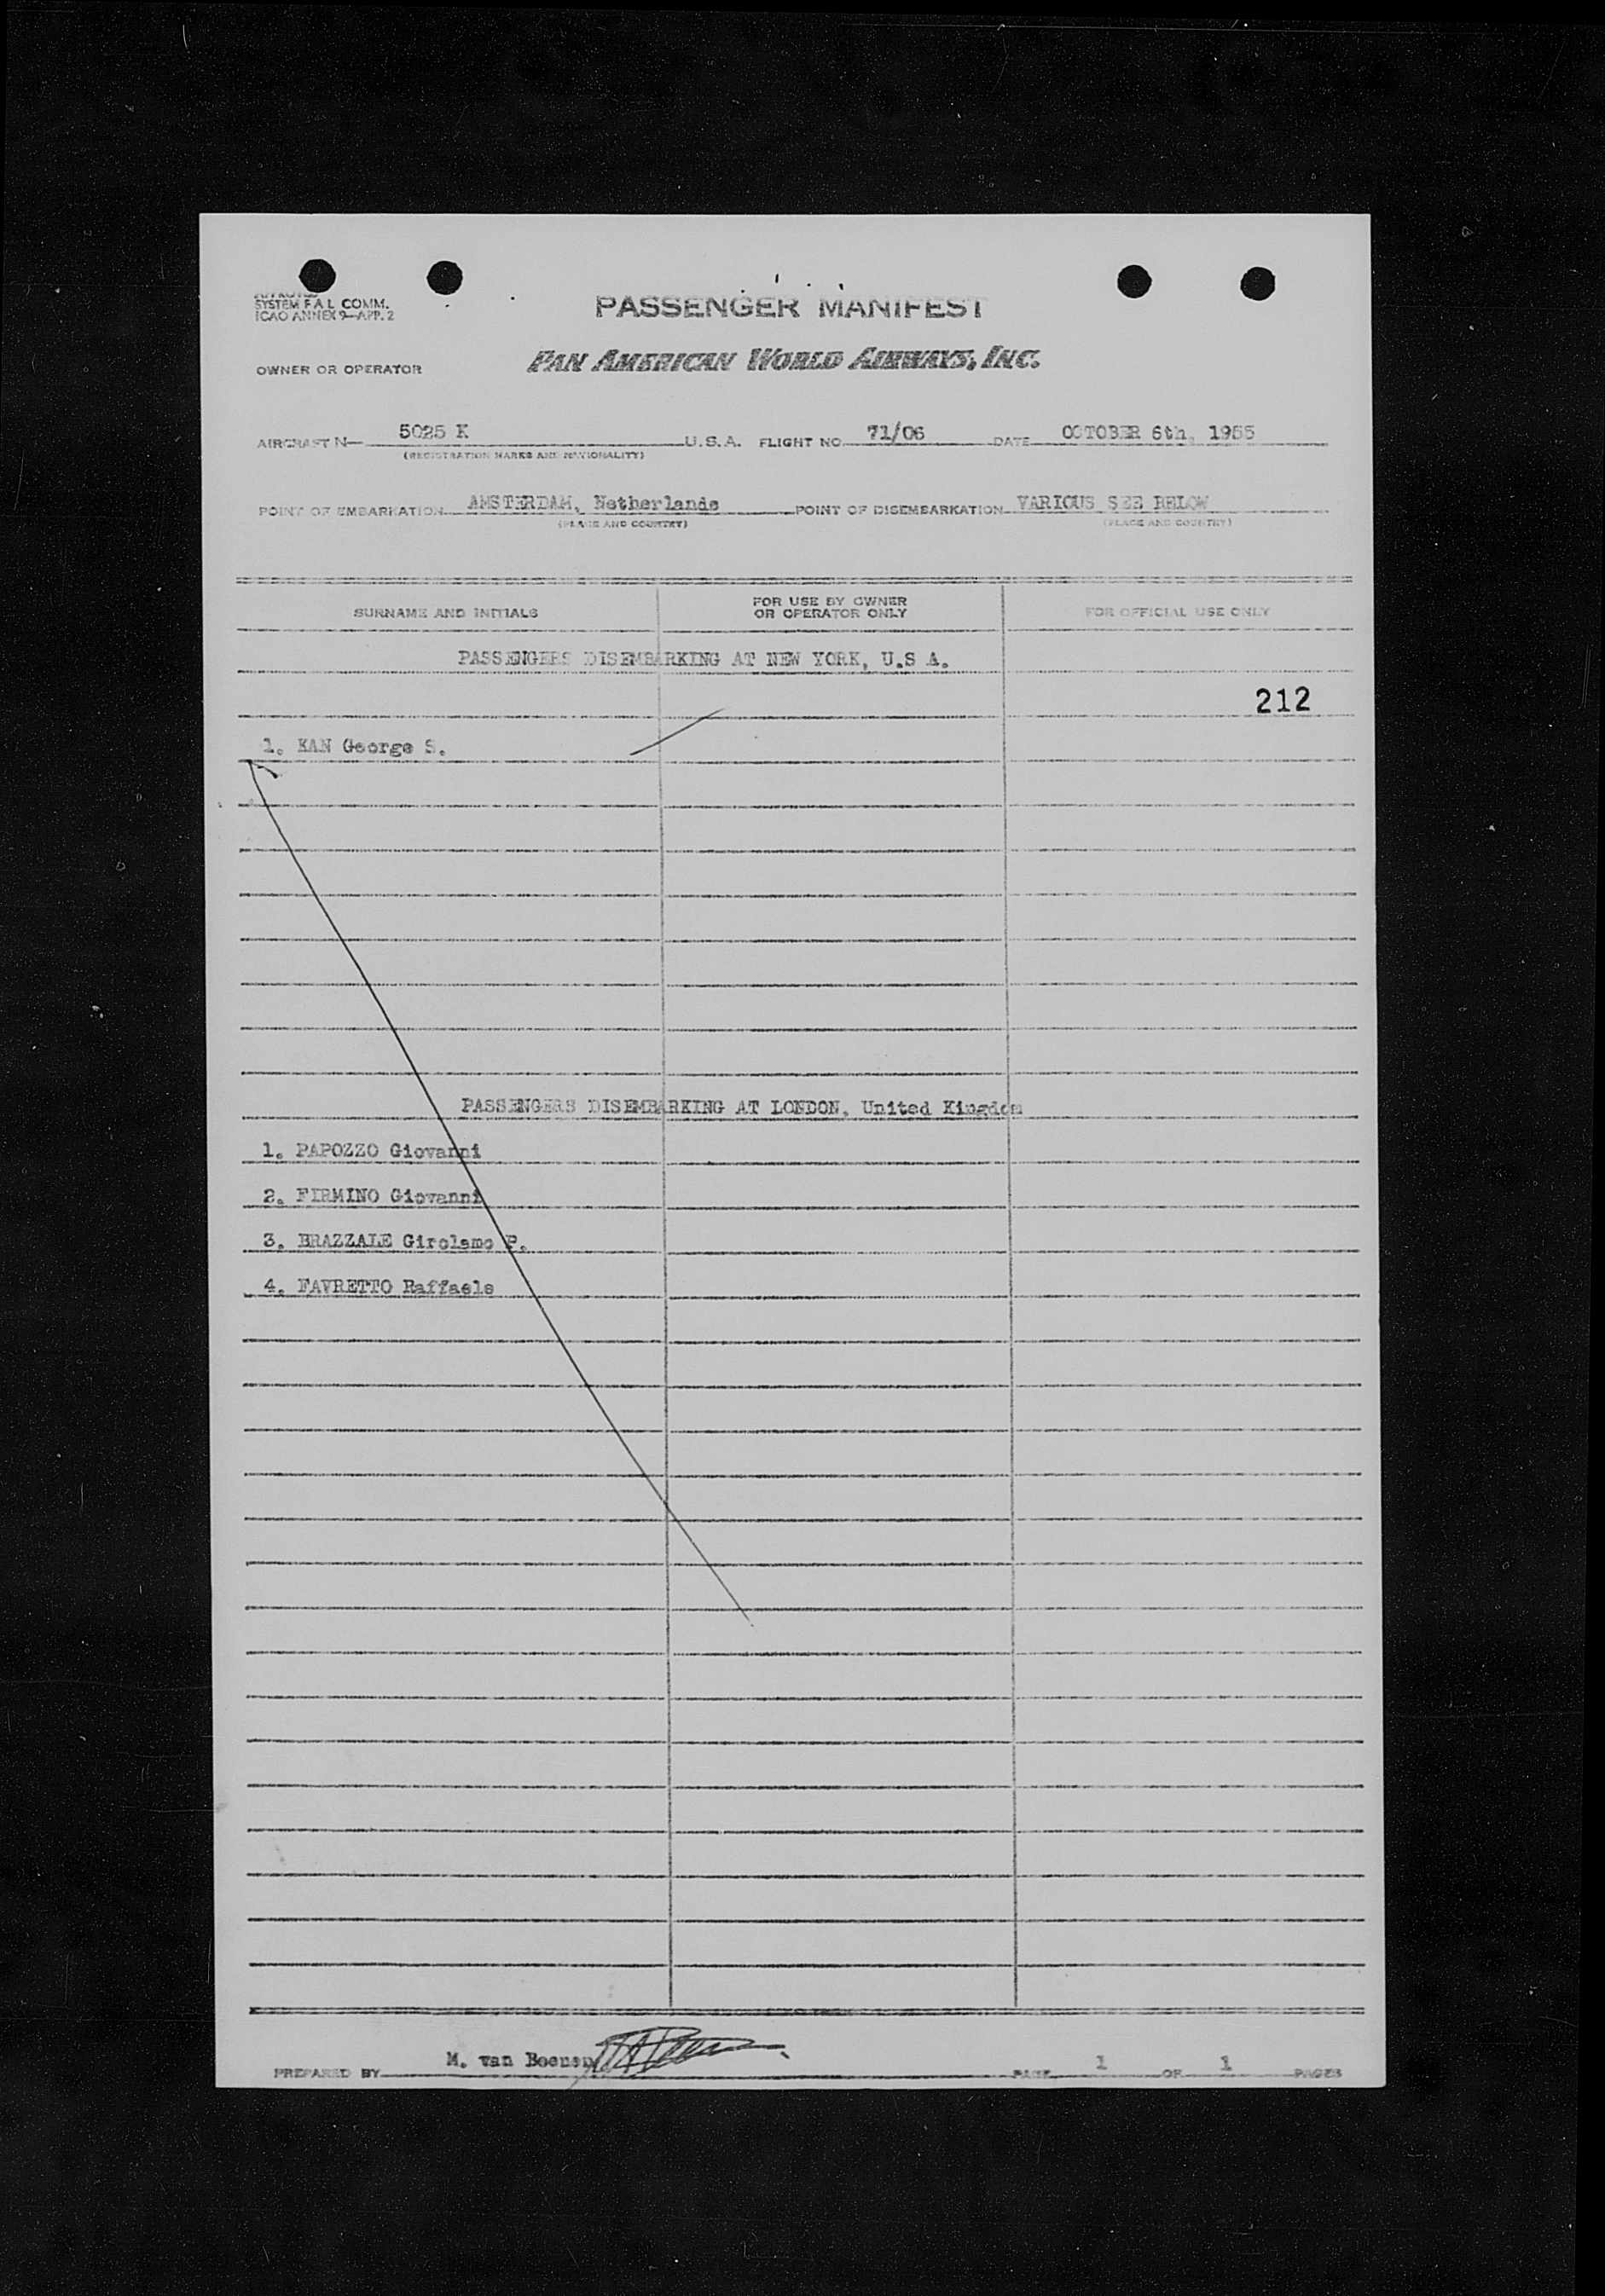 SYSTEM F.A.L. COMM.
ICAO ANNEX 9—APP. 2
PASSENGER MANIFEST
OWNER OR OPERATOR PAN AMERICAN WORLD AIRWAYS, INC.
AIRCRAFT N— 5025 K U.S.A. FLIGHT NO. 71/06 DATE OCTOBER 6th, 1955
(REGISTRATION MARKS AND NATIONALITY)
POINT OF EMBARKATION AMSTERDAM, Netherlands POINT OF DISEMBARKATION VARIOUS SEE BELOW
(PLACE AND COUNTRY) (PLACE AND COUNTRY)
SURNAME AND INITIALS FOR USE BY OWNER OR OPERATOR ONLY FOR OFFICIAL USE ONLY
PASSENGERS DISEMBARKING AT NEW YORK, U.S A.
212
1. KAN George S.
PASSENGERS DISEMBARKING AT LONDON, United Kingdom
1. PAPOZZO Giovanni
2. FIRMINO Giovanni
3. BRAZZALE Girolamo P.
4. FAVRETTO Raffaele
PREPARED BY M. van Boenen PAGE 1 OF 1 PAGES